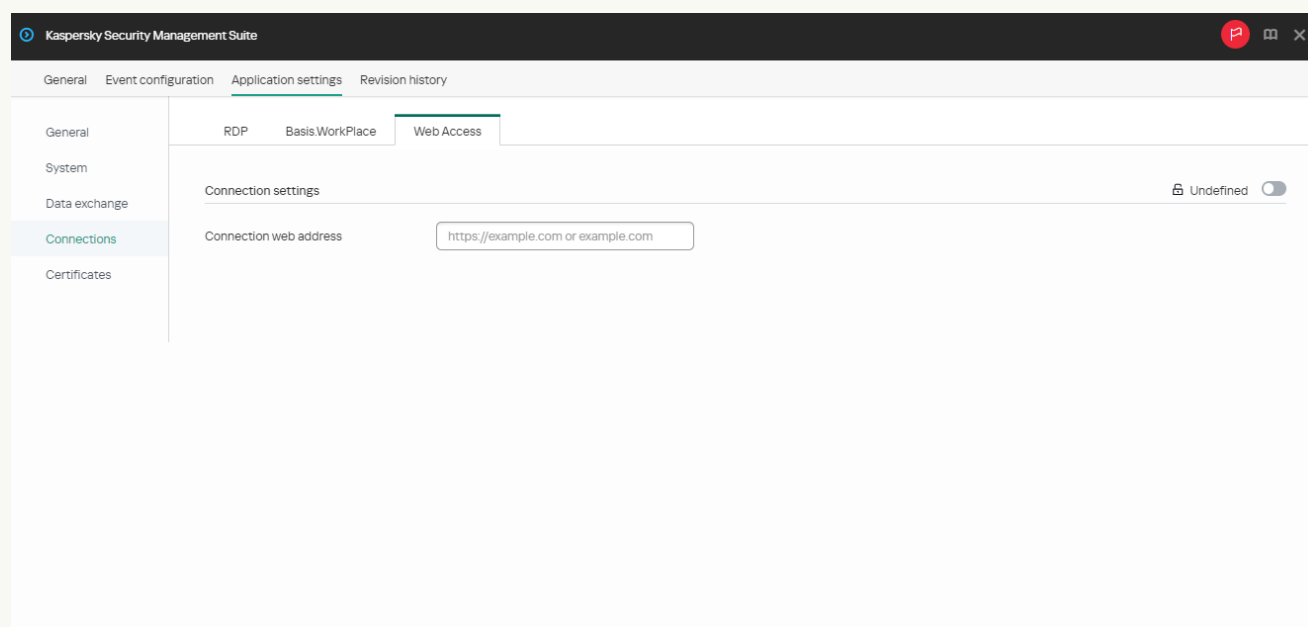 Kaspersky Security Management Suite
General Event configuration Application settings Revision history
General
System
Data exchange
Connections
Certificates
RDP Basis.WorkPlace Web Access
Connection settings Undefined
Connection web address https://example.com or example.com